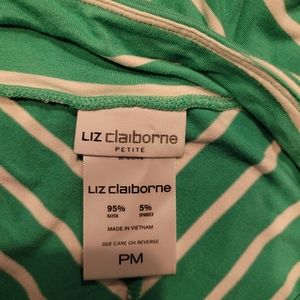 LIZ claiborne
PETITE
LIZ claiborne
95% 5%
RAYON SPANDEX
MADE IN VIETNAM
SEE CARE ON REVERSE
PM